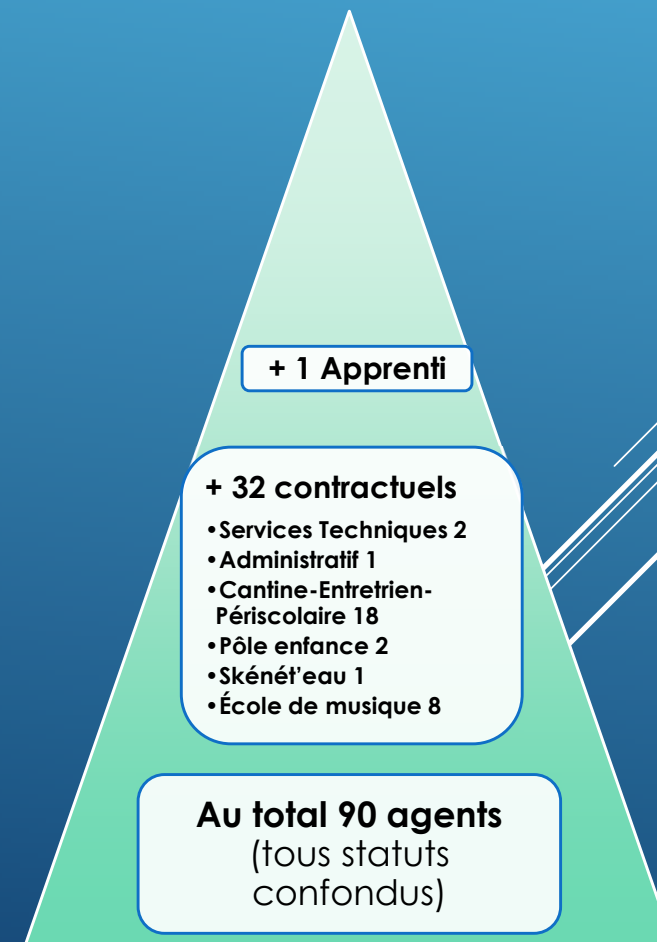 + 1 Apprenti
+ 32 contractuels
•Services Techniques 2
•Administratif 1
•Cantine-Entretrien-
Périscolaire 18
•Pôle enfance 2
•Skénét’eau 1
•École de musique 8
Au total 90 agents
(tous statuts
confondus)